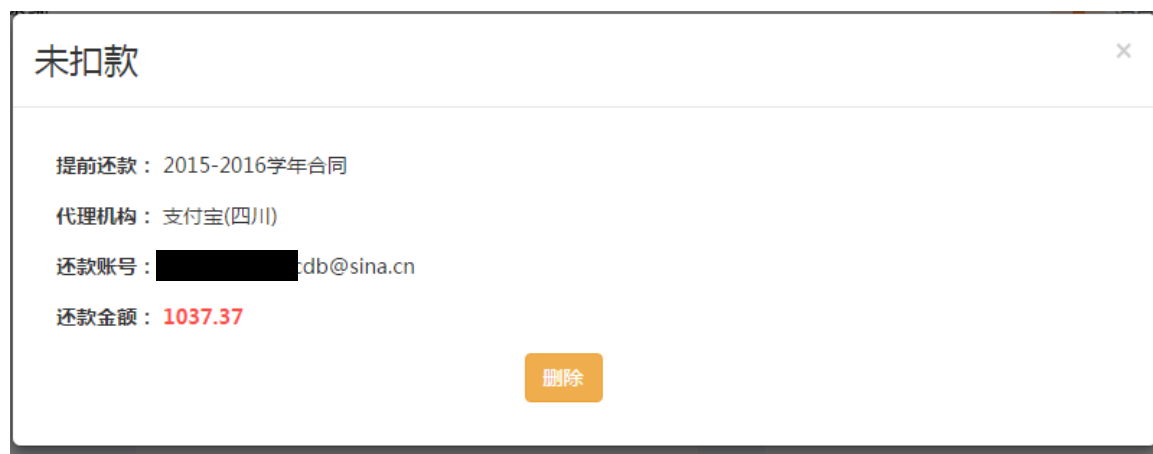 未扣款
×
提前还款： 2015-2016学年合同
代理机构： 支付宝(四川)
还款账号： cdb@sina.cn
还款金额： 1037.37
删除